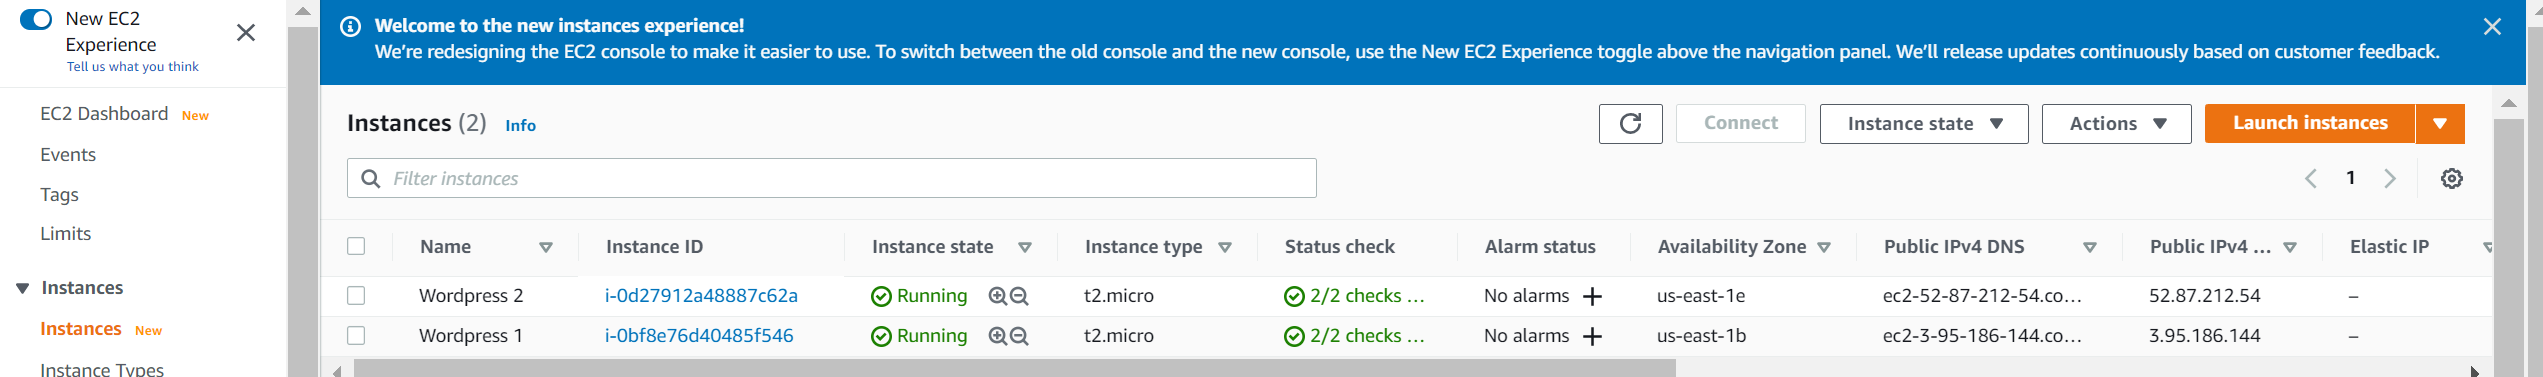 New EC2
Experience
Tell us what you think
EC2 Dashboard New
Events
Tags
Limits
Instances
Instances New
Instance Types
Welcome to the new instances experience!
We're redesigning the EC2 console to make it easier to use. To switch between the old console and the new console, use the New EC2 Experience toggle above the navigation panel. We'll release updates continuously based on customer feedback.
Instances (2) Info
Connect Instance state Actions Launch instances
Filter instances
1
Name Instance ID Instance state Instance type Status check Alarm status Availability Zone Public IPv4 DNS Public IPv4 ... Elastic IP
Wordpress 2 i-0d27912a48887c62a Running t2.micro 2/2 checks ... No alarms + us-east-1e ec2-52-87-212-54.co... 52.87.212.54 –
Wordpress 1 i-0bf8e76d40485f546 Running t2.micro 2/2 checks ... No alarms + us-east-1b ec2-3-95-186-144.co... 3.95.186.144 –